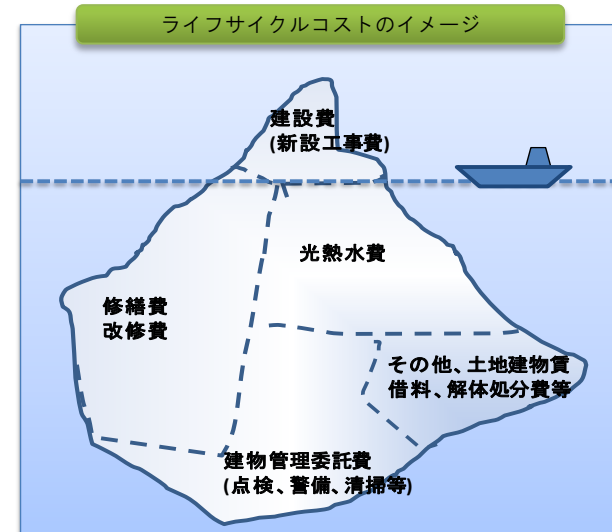 ライフサイクルコストのイメージ
建設費
(新設工事費)
光熱水費
修繕費
改修費
その他、土地建物賃
借料、解体処分費等
建物管理委託費
(点検、警備、清掃等)